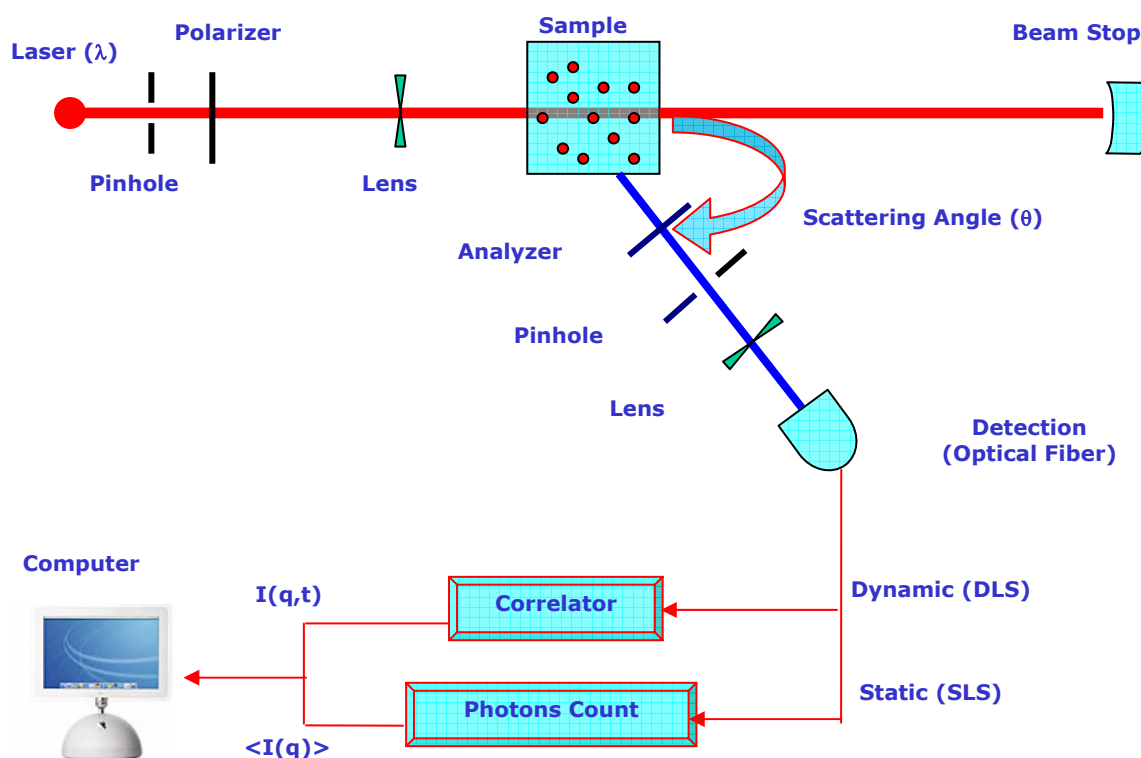 Sample
Polarizer
Beam Stop
Laser (λ)
Pinhole
Lens
Scattering Angle (θ)
Analyzer
Pinhole
Lens
Detection
(Optical Fiber)
Computer
I(q,t)
Correlator
Dynamic (DLS)
Static (SLS)
Photons Count
<I(q)>